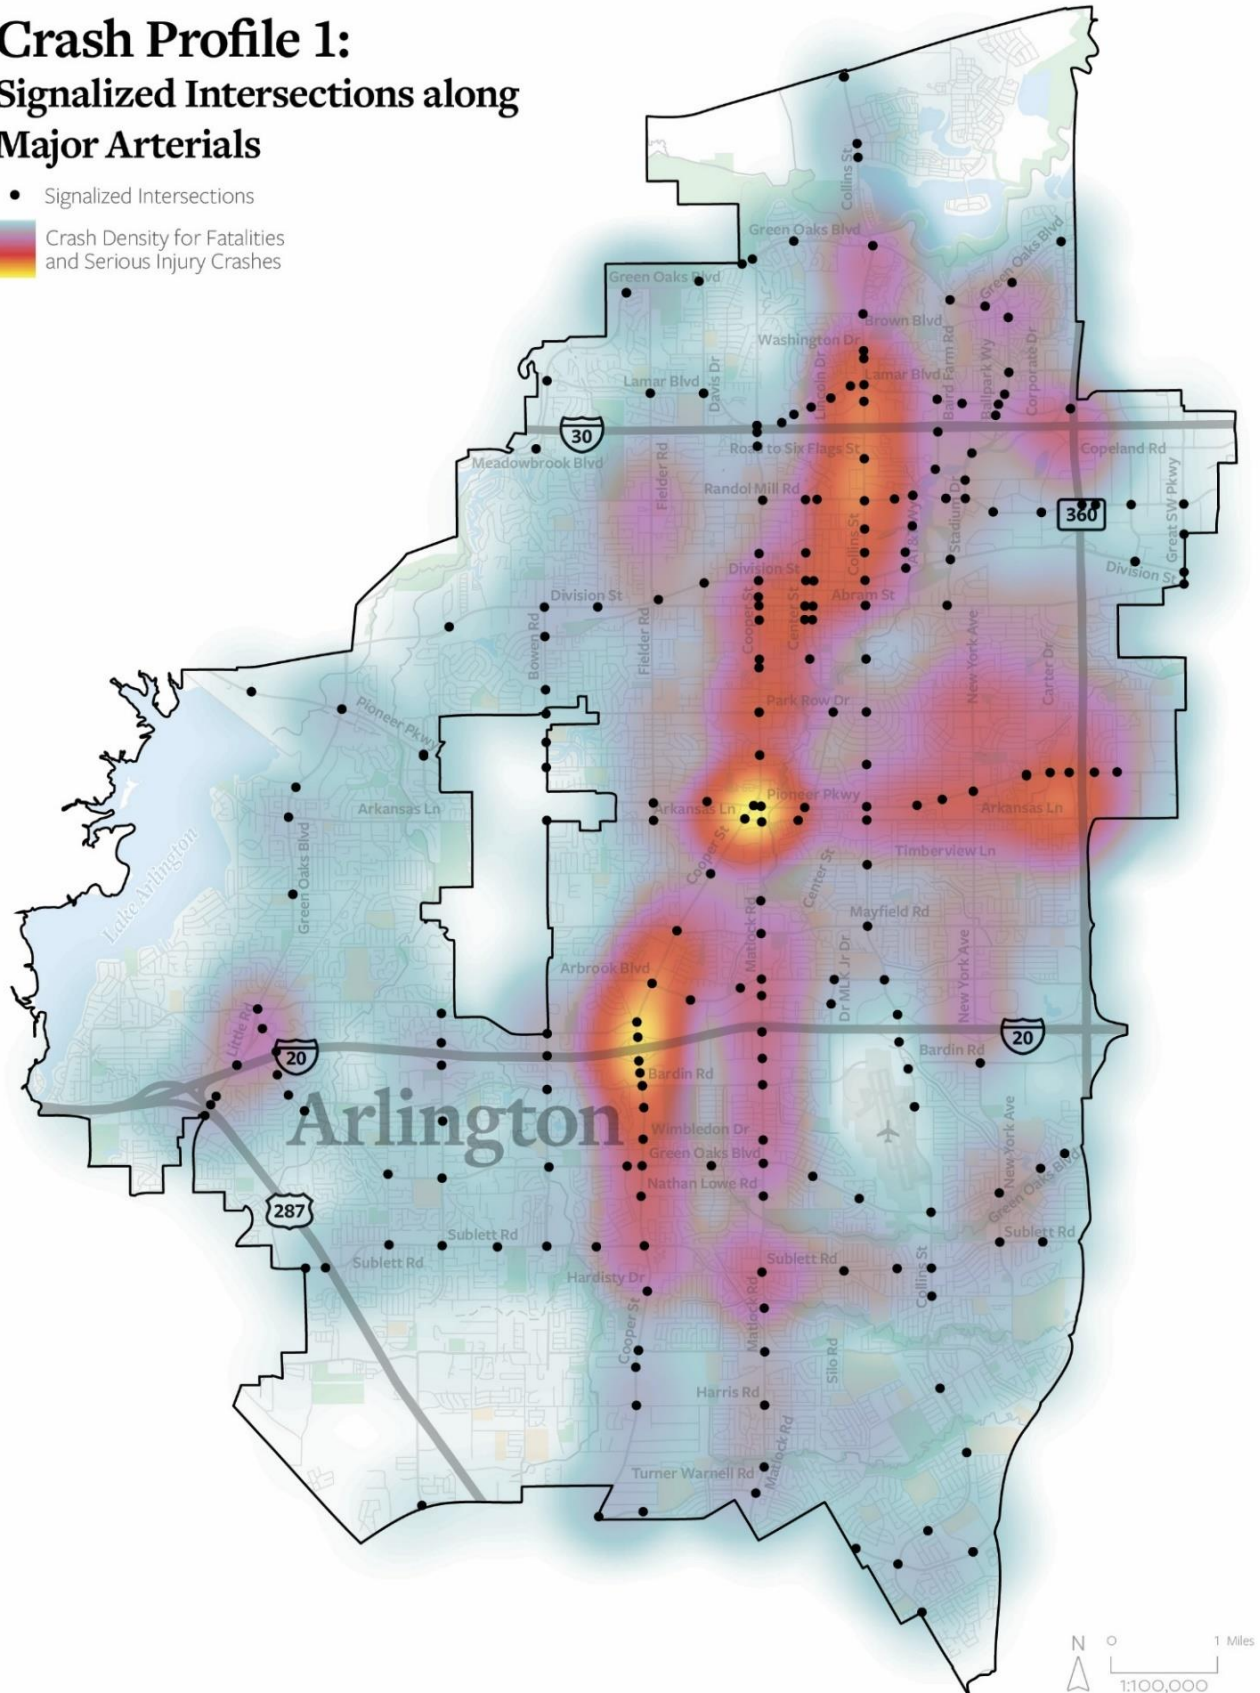 Crash Profile 1:
Signalized Intersections along
Major Arterials
Signalized Intersections
Crash Density for Fatalities
and Serious Injury Crashes
Collins St
Green Oaks Blvd
Green Oaks Blvd
Green Oaks Blvd
Brown Blvd
Washington Dr
Lamar Blvd
Davis Dr
Lincoln Dr
Lamar Blvd
Baird Farm Rd
Ballpark Wy
Corporate Dr
30
Road to Six Flags St
Copeland Rd
Meadowbrook Blvd
Fielder Rd
Randol Mill Rd
Stadium Dr
Great SW Pkwy
360
Collins St
AT&T Wy
Division St
Division St
Division St
Abram St
Cooper St
Center St
Bowen Rd
Fielder Rd
New York Ave
Carter Dr
Park Row Dr
Pioneer Pkwy
Pioneer Pkwy
Arkansas Ln
Arkansas Ln
Arkansas Ln
Lake Arlington
Green Oaks Blvd
Cooper St
Timberview Ln
Center St
Mayfield Rd
Matlock Rd
Arbrook Blvd
Dr MLK Jr Dr
New York Ave
Little Rd
20
20
Bardin Rd
Bardin Rd
Arlington
Wimbledon Dr
Green Oaks Blvd
Nathan Lowe Rd
New York Ave
Green Oaks Blvd
287
Sublett Rd
Sublett Rd
Sublett Rd
Sublett Rd
Hardisty Dr
Collins St
Matlock Rd
Cooper St
Silo Rd
Harris Rd
Matlock Rd
Turner Warnell Rd
N
0 1 Miles
1:100,000